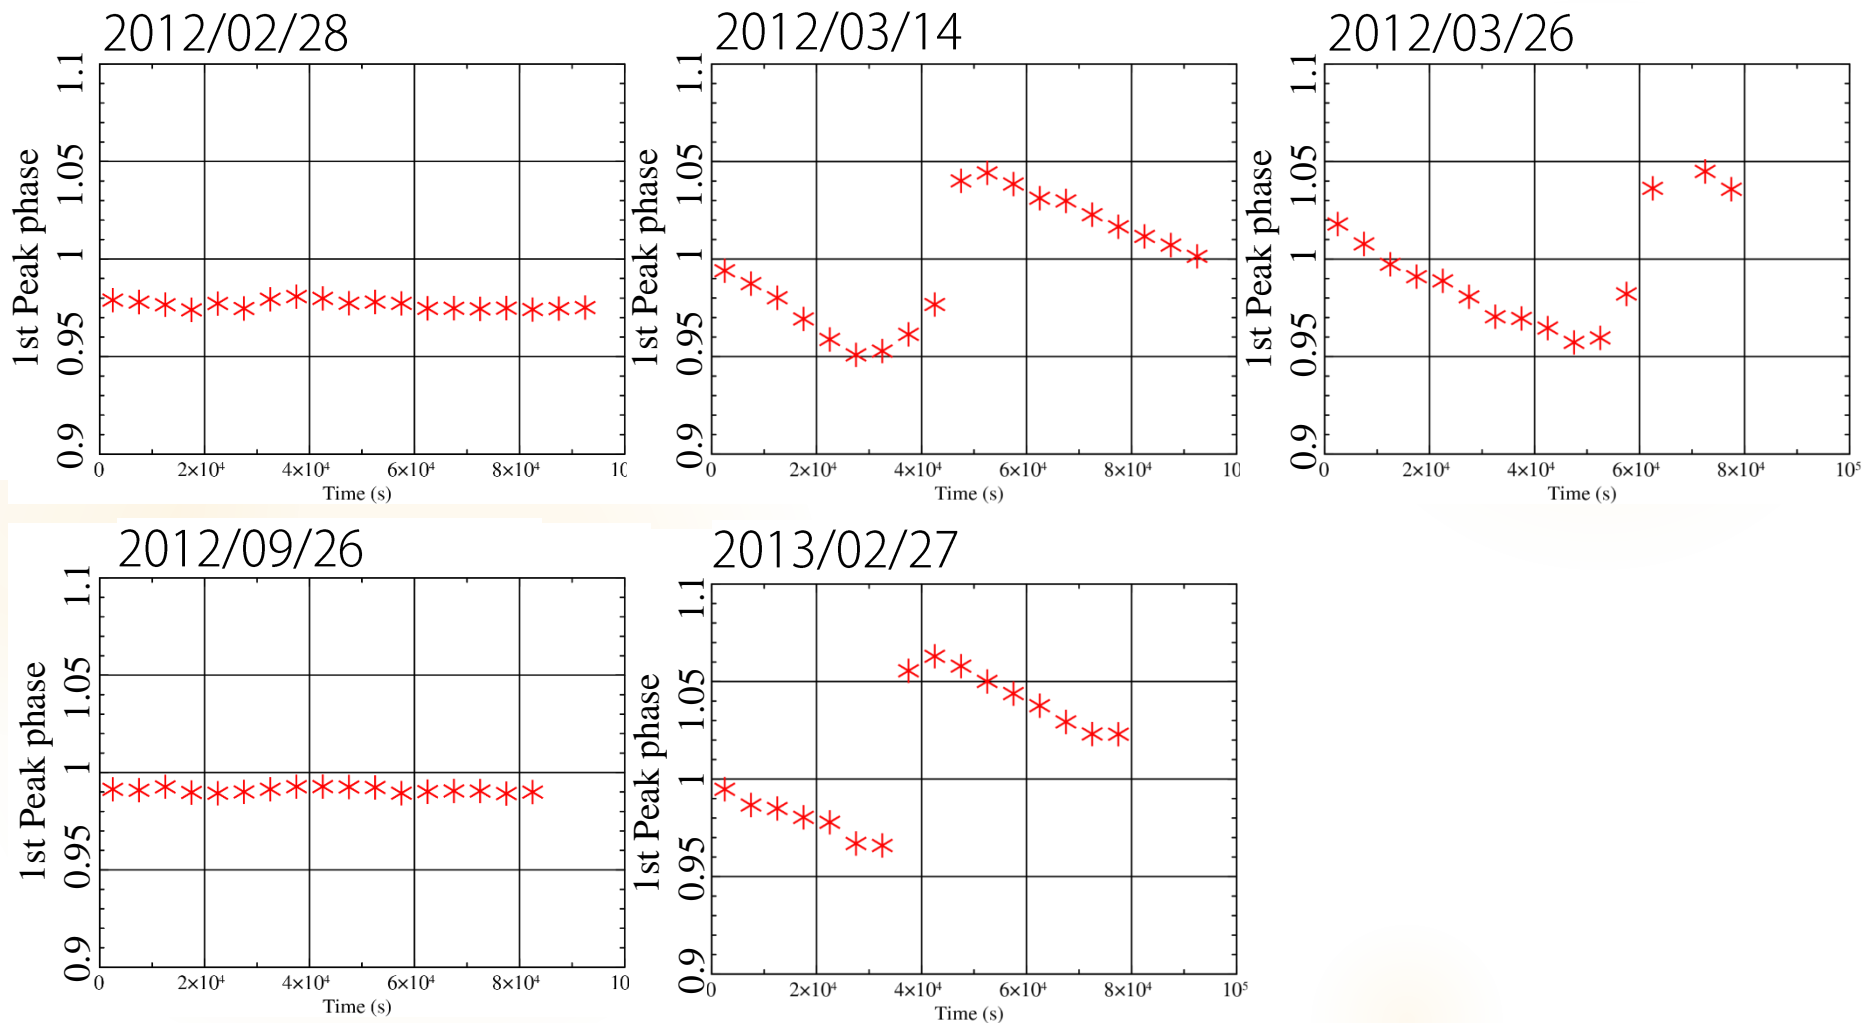 2012/02/28
1st Peak phase
1.1
1.05
1
0.95
0.9
0 2×10⁴ 4×10⁴ 6×10⁴ 8×10⁴ 10
Time (s)
2012/03/14
1st Peak phase
1.1
1.05
1
0.95
0.9
0 2×10⁴ 4×10⁴ 6×10⁴ 8×10⁴ 10
Time (s)
2012/03/26
1st Peak phase
1.1
1.05
1
0.95
0.9
0 2×10⁴ 4×10⁴ 6×10⁴ 8×10⁴ 10⁵
Time (s)
2012/09/26
1st Peak phase
1.1
1.05
1
0.95
0.9
0 2×10⁴ 4×10⁴ 6×10⁴ 8×10⁴ 10
Time (s)
2013/02/27
1st Peak phase
1.1
1.05
1
0.95
0.9
0 2×10⁴ 4×10⁴ 6×10⁴ 8×10⁴ 10⁵
Time (s)